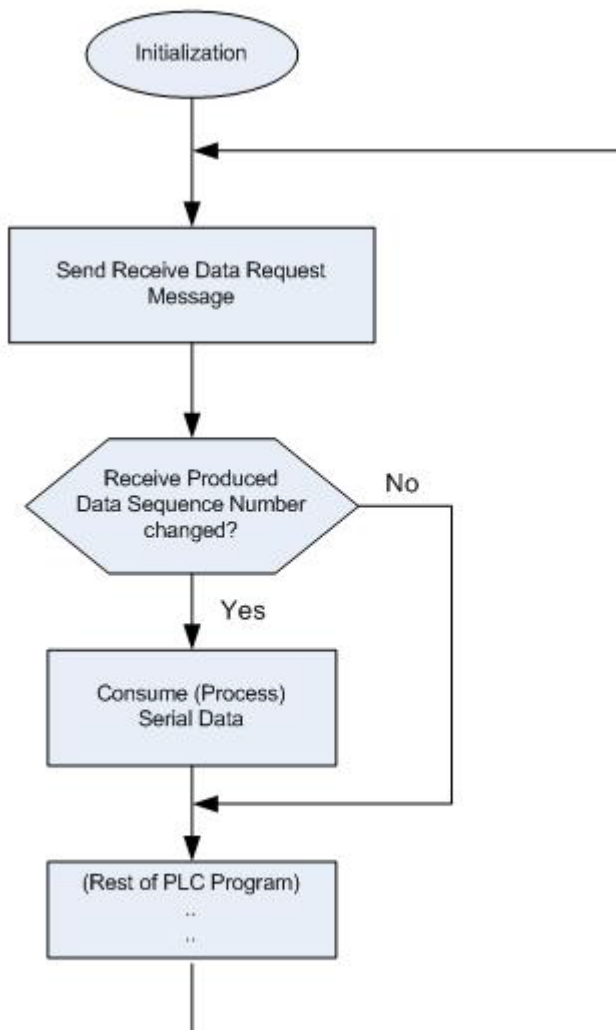 Initialization
Send Receive Data Request
Message
Receive Produced
Data Sequence Number
changed?
No
Yes
Consume (Process)
Serial Data
(Rest of PLC Program)
..
..